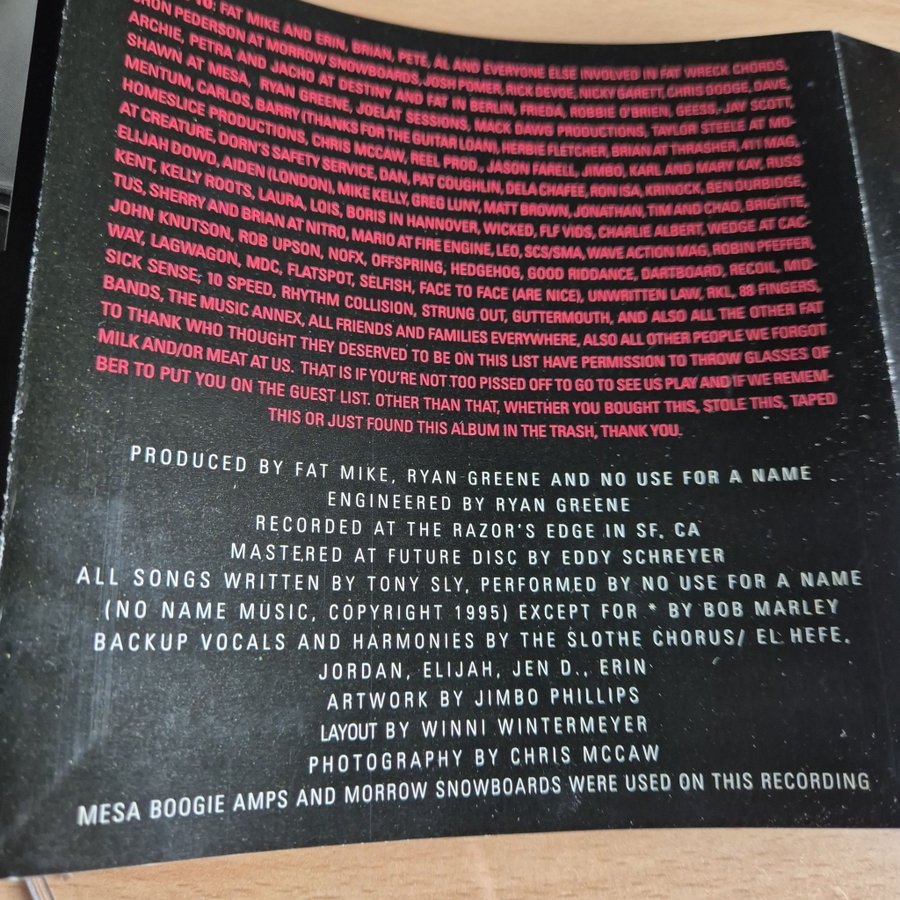 TO: FAT MIKE AND ERIN, BRIAN, PETE, AL AND EVERYONE ELSE INVOLVED IN FAT WRECK CHORDS,
PEDERSON AT MORROW SNOWBOARDS, JOSH POMER, RICK DEVOE, NICKY GARETT, CHRIS DODGE, DAVE,
ARCHIE, PETRA AND JACHO AT DESTINY AND FAT IN BERLIN, FRIEDA, ROBBIE O'BRIEN, GEESE, JAY SCOTT,
SHAWN AT MESA, RYAN GREENE, JOELAT SESSIONS, MACK DAWG PRODUCTIONS, TAYLOR STEELE AT MO-
MENTUM, CARLOS, BARRY (THANKS FOR THE GUITAR LOAN), HERBIE FLETCHER, BRIAN AT THRASHER, 411 MAG,
HOMESLICE PRODUCTIONS, CHRIS MCCAW, REEL PROD., JASON FARELL, JIMBO, KARL AND MARY KAY, RUSS
AT CREATURE, DORN'S SAFETY SERVICE, DAN, PAT COUGHLIN, DELA CHAFEE, RON ISA, KRINOCK, BEN DURBIDGE,
ELIJAH DOWD, AIDEN (LONDON), MIKE KELLY, GREG LUNY, MATT BROWN, JONATHAN, TIM AND CHAD, BRIGITTE,
KENT, KELLY ROOTS, LAURA, LOIS, BORIS IN HANNOVER, WICKED, FLF VIDS, CHARLIE ALBERT, WEDGE AT CAC-
TUS, SHERRY AND BRIAN AT NITRO, MARIO AT FIRE ENGINE, LEO, SCS/SMA, WAVE ACTION MAG, ROBIN PFEFFER,
JOHN KNUTSON, ROB UPSON, NOFX, OFFSPRING, HEDGEHOG, GOOD RIDDANCE, DARTBOARD, RECOIL, MID-
WAY, LAGWAGON, MDC, FLATSPOT, SELFISH, FACE TO FACE (ARE NICE), UNWRITTEN LAW, RKL, 88 FINGERS,
SICK SENSE, 10 SPEED, RHYTHM COLLISION, STRUNG OUT, GUTTERMOUTH, AND ALSO ALL THE OTHER FAT
BANDS, THE MUSIC ANNEX, ALL FRIENDS AND FAMILIES EVERYWHERE, ALSO ALL OTHER PEOPLE WE FORGOT
TO THANK WHO THOUGHT THEY DESERVED TO BE ON THIS LIST HAVE PERMISSION TO THROW GLASSES OF
MILK AND/OR MEAT AT US. THAT IS IF YOU'RE NOT TOO PISSED OFF TO GO TO SEE US PLAY AND IF WE REMEM-
BER TO PUT YOU ON THE GUEST LIST. OTHER THAN THAT, WHETHER YOU BOUGHT THIS, STOLE THIS, TAPED
THIS OR JUST FOUND THIS ALBUM IN THE TRASH, THANK YOU.
PRODUCED BY FAT MIKE, RYAN GREENE AND NO USE FOR A NAME
ENGINEERED BY RYAN GREENE
RECORDED AT THE RAZOR'S EDGE IN SF, CA
MASTERED AT FUTURE DISC BY EDDY SCHREYER
ALL SONGS WRITTEN BY TONY SLY, PERFORMED BY NO USE FOR A NAME
(NO NAME MUSIC, COPYRIGHT 1995) EXCEPT FOR * BY BOB MARLEY
BACKUP VOCALS AND HARMONIES BY THE SLOTHE CHORUS/ EL HEFE,
JORDAN, ELIJAH, JEN D., ERIN
ARTWORK BY JIMBO PHILLIPS
LAYOUT BY WINNI WINTERMEYER
PHOTOGRAPHY BY CHRIS MCCAW
MESA BOOGIE AMPS AND MORROW SNOWBOARDS WERE USED ON THIS RECORDING